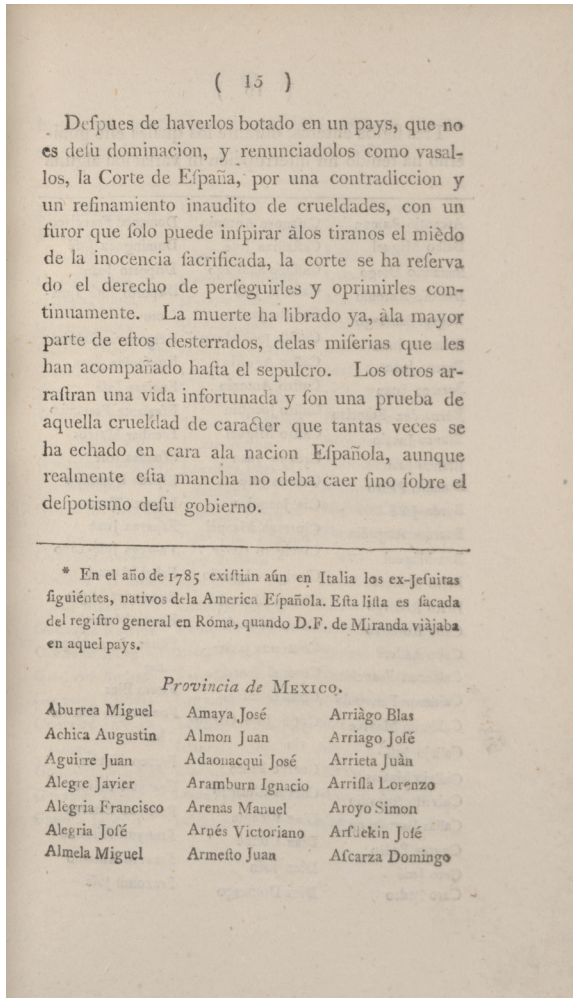 ( 15 )
Deſpues de haverlos botado en un pays, que no
es deſu dominacion, y renunciadolos como vasal-
los, la Corte de Eſpaña, por una contradiccion y
un refinamiento inaudito de crueldades, con un
furor que ſolo puede inſpirar àlos tiranos el mièdo
de la inocencia ſacrificada, la corte se ha reſerva
do el derecho de perſeguirles y oprimirles con-
tinuamente. La muerte ha librado ya, àla mayor
parte de eſtos desterrados, delas miſerias que les
han acompañado haſta el sepulcro. Los otros ar-
raſtran una vida infortunada y ſon una prueba de
aquella crueldad de caracter que tantas veces se
ha echado en cara ala nacion Eſpañola, aunque
realmente eſta mancha no deba caer ſino ſobre el
deſpotismo deſu gobierno.
* En el año de 1785 exiſtian aún en Italia los ex-Jeſuitas
ſiguiéntes, nativos dela America Eſpañola. Eſta liſta es ſacada
del regiſtro general en Roma, quando D.F. de Miranda viàjaba
en aquel pays.
Provincia de MEXICO.
Aburrea Miguel Amaya José Arriàgo Blas
Achica Augustin Almon Juan Arriago Joſé
Aguirre Juan Adaonacqui José Arrieta Juàn
Alegre Javier Aramburn Ignacio Arriſla Lorenzo
Alegria Francisco Arenas Manuel Aroyo Simon
Alegria Joſé Arnés Victoriano Arſdekin Joſé
Almela Miguel Armeſto Juan Aſcarza Domingo